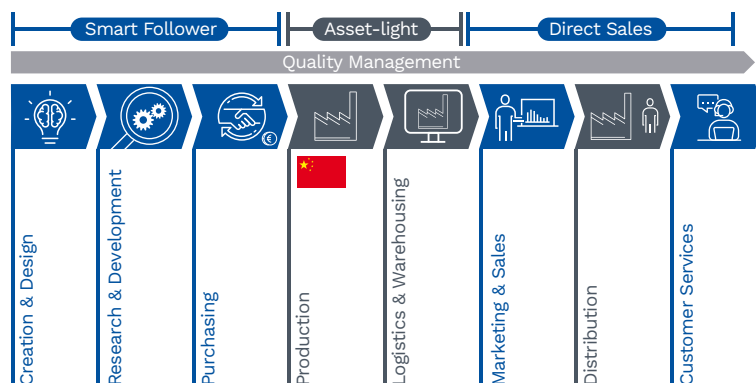 Smart Follower
Asset-light
Direct Sales
Quality Management
€
Creation & Design
Research & Development
Purchasing
Production
Logistics & Warehousing
Marketing & Sales
Distribution
Customer Services